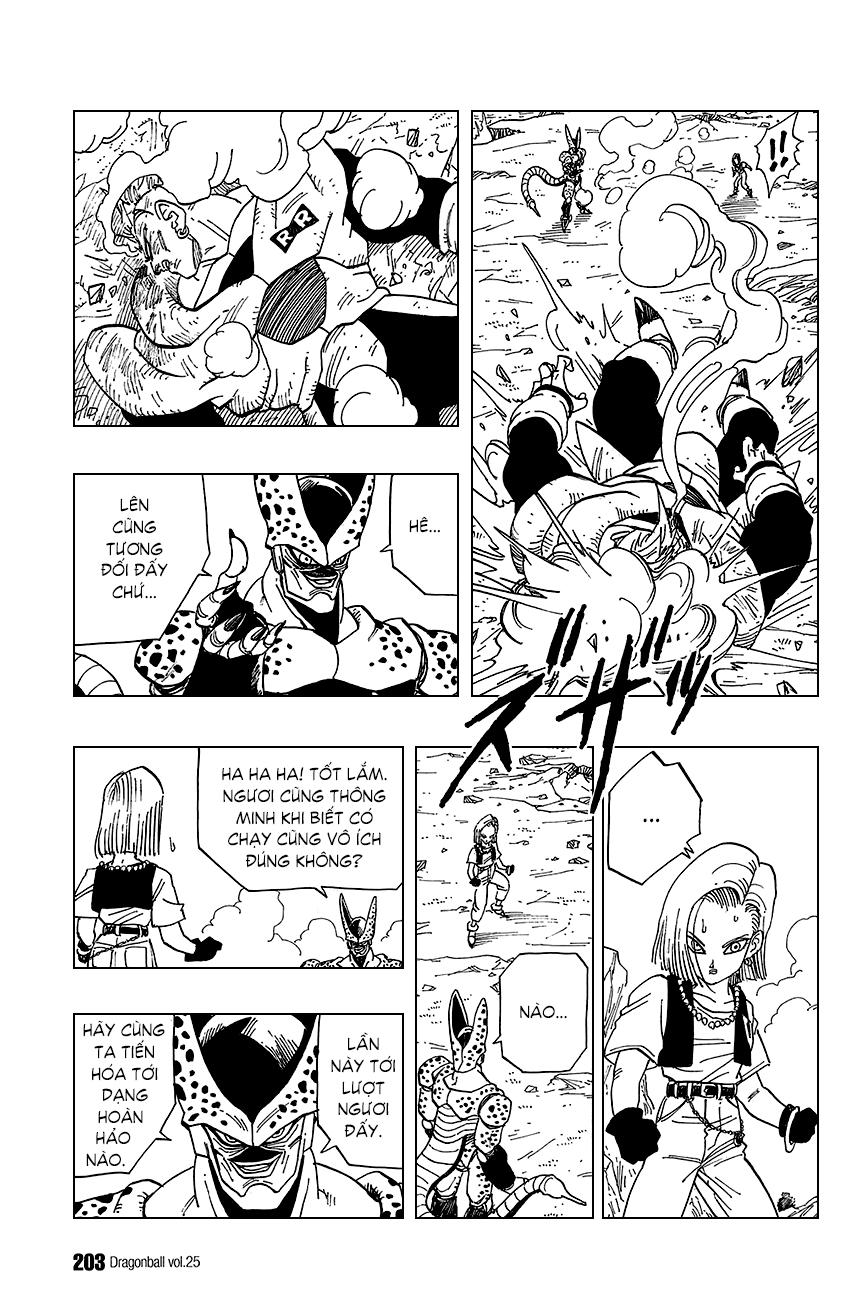 !!
ズザザ
RR
HÊ...
LÊN
CŨNG
TƯƠNG
ĐỐI ĐẤY
CHỨ...
...
NÀO...
HA HA HA! TỐT LẮM.
NGƯƠI CŨNG THÔNG
MINH KHI BIẾT CÓ
CHẠY CŨNG VÔ ÍCH
ĐÚNG KHÔNG?
LẦN
NÀY TỚI
LƯỢT
NGƯƠI
ĐẤY.
HÃY CÙNG
TA TIẾN
HÓA TỚI
DẠNG
HOÀN
HẢO
NÀO.
203 Dragonball vol.25